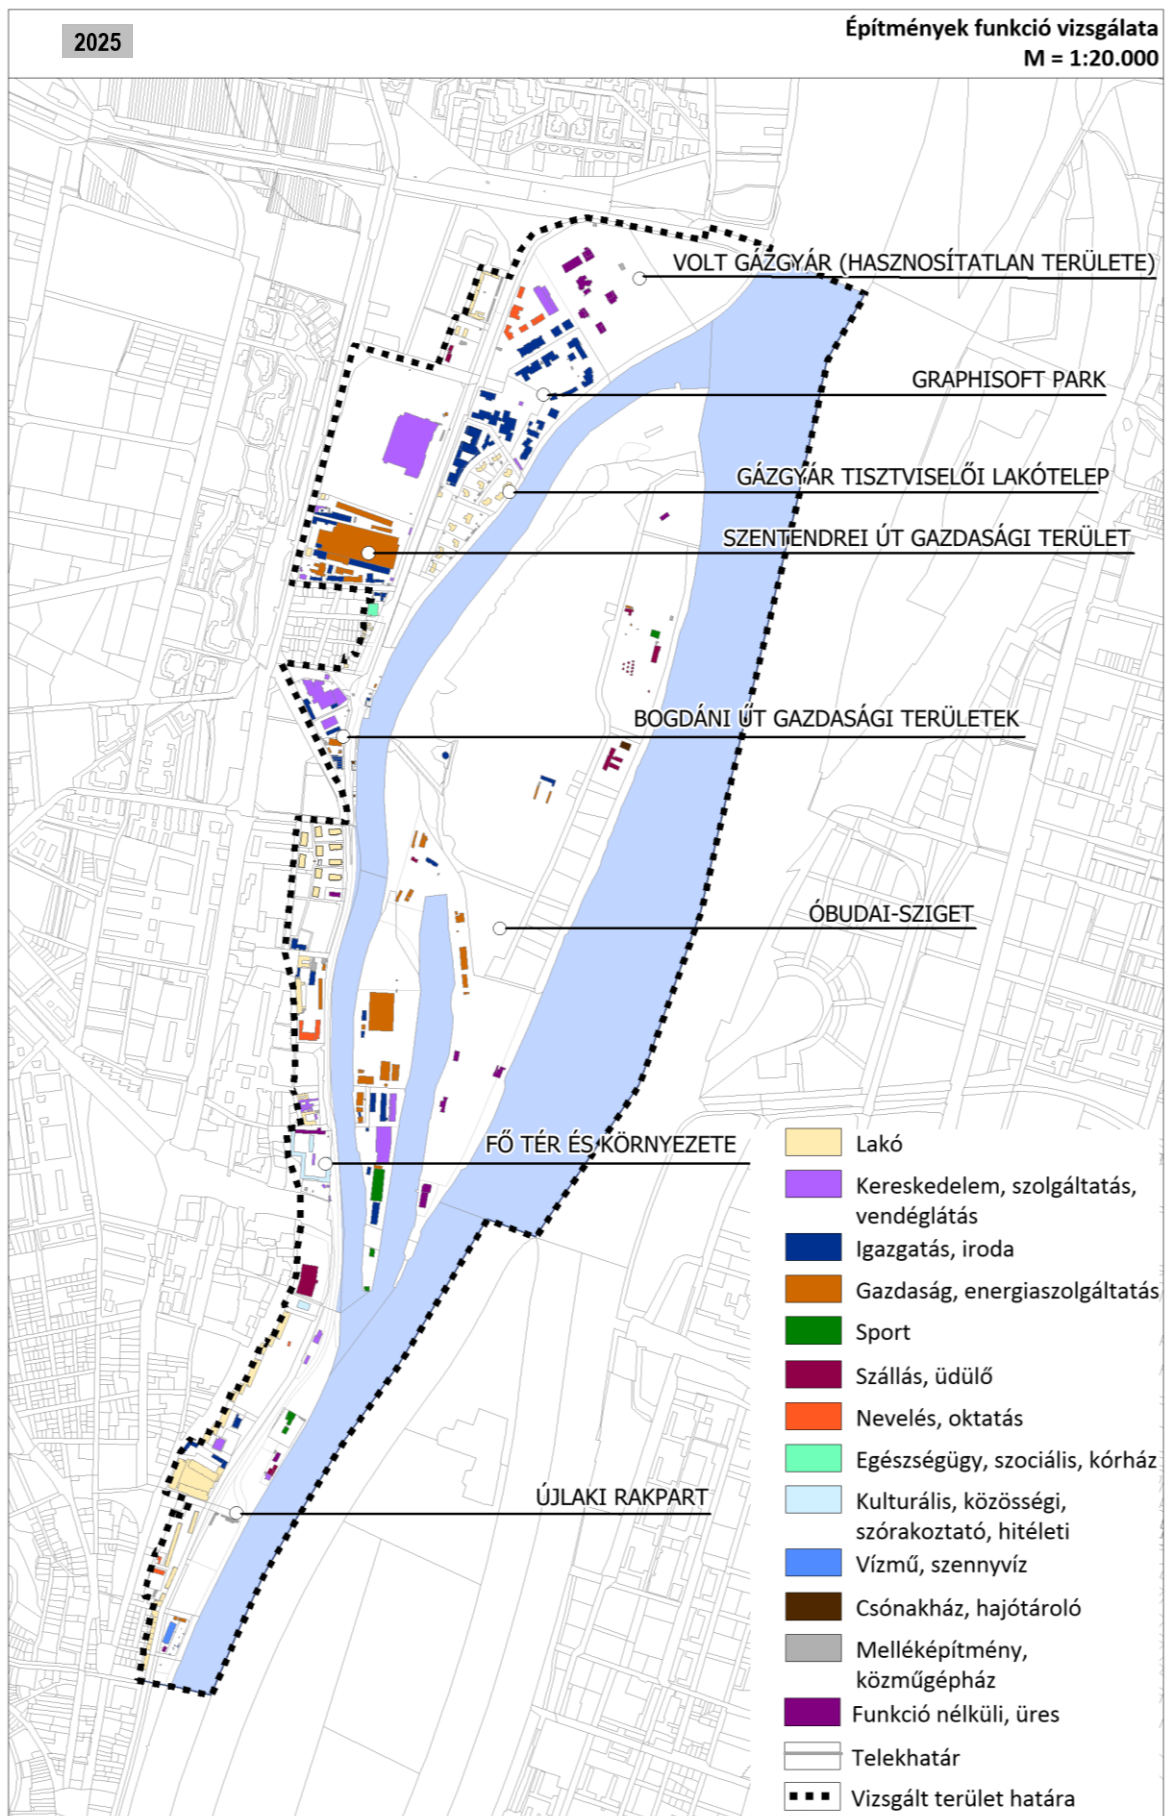 2025
Építmények funkció vizsgálata
M = 1:20.000
VOLT GÁZGYÁR (HASZNOSÍTATLAN TERÜLETE)
GRAPHISOFT PARK
GÁZGYÁR TISZTVISELŐI LAKÓTELEP
SZENTENDREI ÚT GAZDASÁGI TERÜLET
BOGDÁNI ÚT GAZDASÁGI TERÜLETEK
ÓBUDAI-SZIGET
FŐ TÉR ÉS KÖRNYEZETE
ÚJLAKI RAKPART
Lakó
Kereskedelem, szolgáltatás,
vendéglátás
Igazgatás, iroda
Gazdaság, energiaszolgáltatás
Sport
Szállás, üdülő
Nevelés, oktatás
Egészségügy, szociális, kórház
Kulturális, közösségi,
szórakoztató, hitéleti
Vízmű, szennyvíz
Csónakház, hajótároló
Melléképítmény,
közműgépház
Funkció nélküli, üres
Telekhatár
Vizsgált terület határa